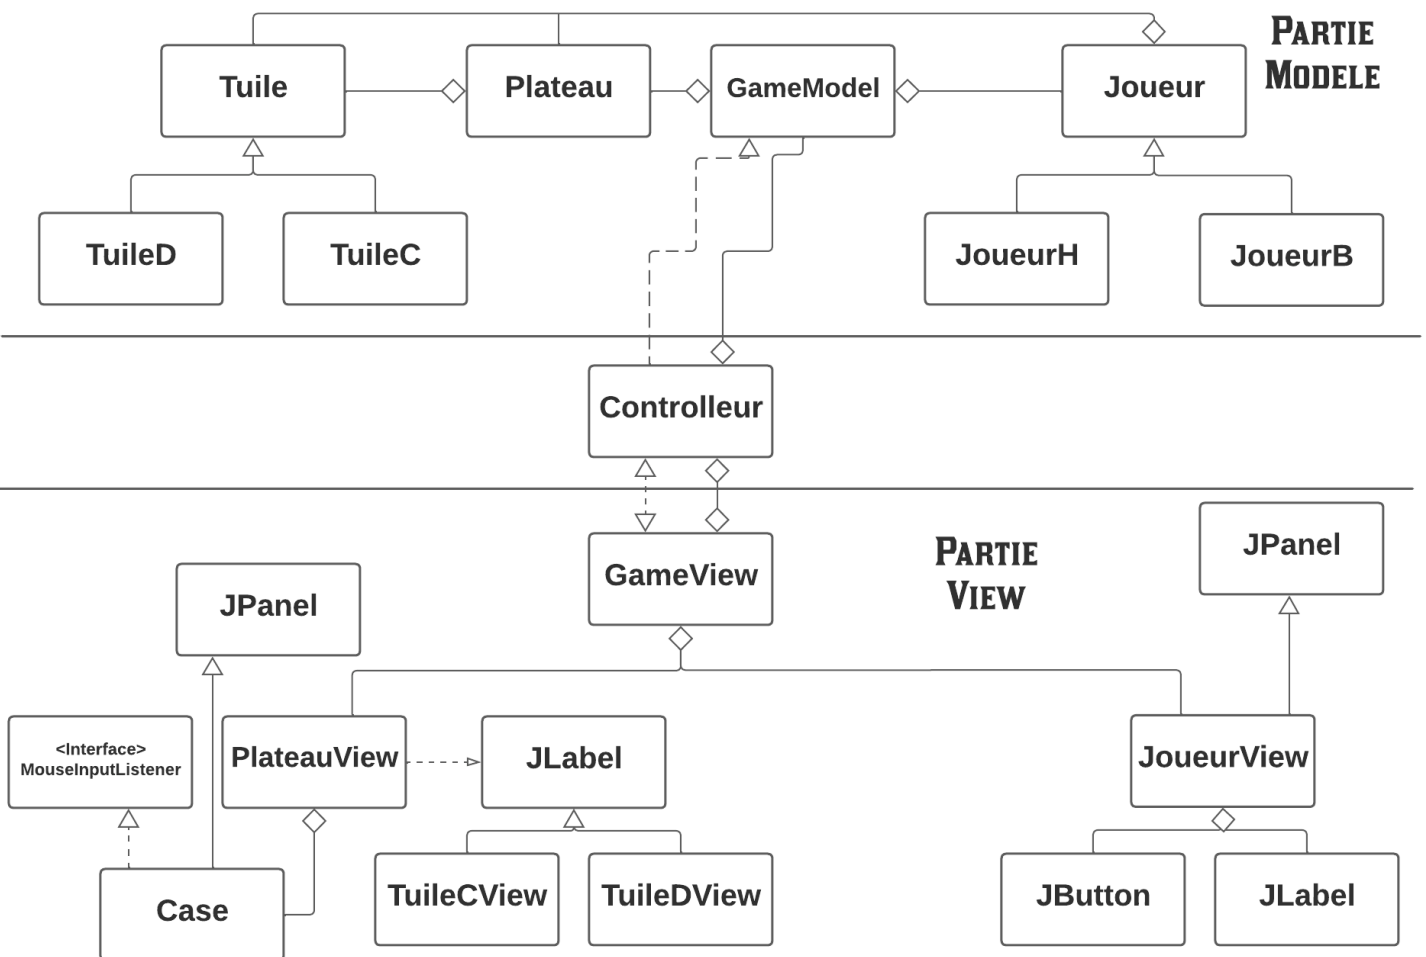 PARTIE
MODELE
Tuile
Plateau
GameModel
Joueur
TuileD
TuileC
JoueurH
JoueurB
Controlleur
GameView
PARTIE
VIEW
JPanel
JPanel
<Interface>
MouseInputListener
PlateauView
JLabel
JoueurView
Case
TuileCView
TuileDView
JButton
JLabel